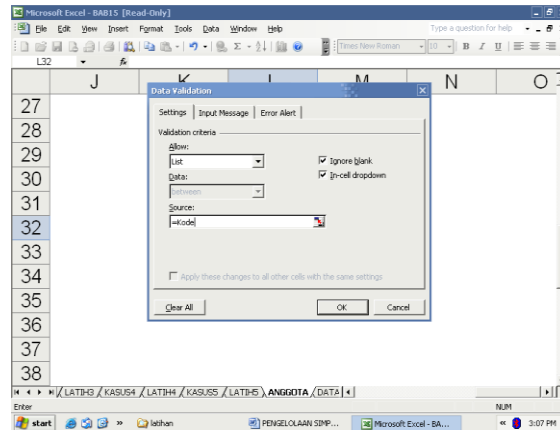 Microsoft Excel - BAB15 [Read-Only]
File Edit View Insert Format Tools Data Window Help Type a question for help
Times New Roman 10 B I U
L32 fx
J K L M N O
Data Validation
Settings Input Message Error Alert
Validation criteria
Allow:
List Ignore blank
Data: In-cell dropdown
between
Source:
=Kode
Apply these changes to all other cells with the same settings
Clear All OK Cancel
27
28
29
30
31
32
33
34
35
36
37
38
LATIH3 KASUS4 LATIH4 KASUS5 LATIH5 ANGGOTA DATA
Enter NUM
start latihan PENGELOLAAN SIMP... Microsoft Excel - BA... 3:07 PM